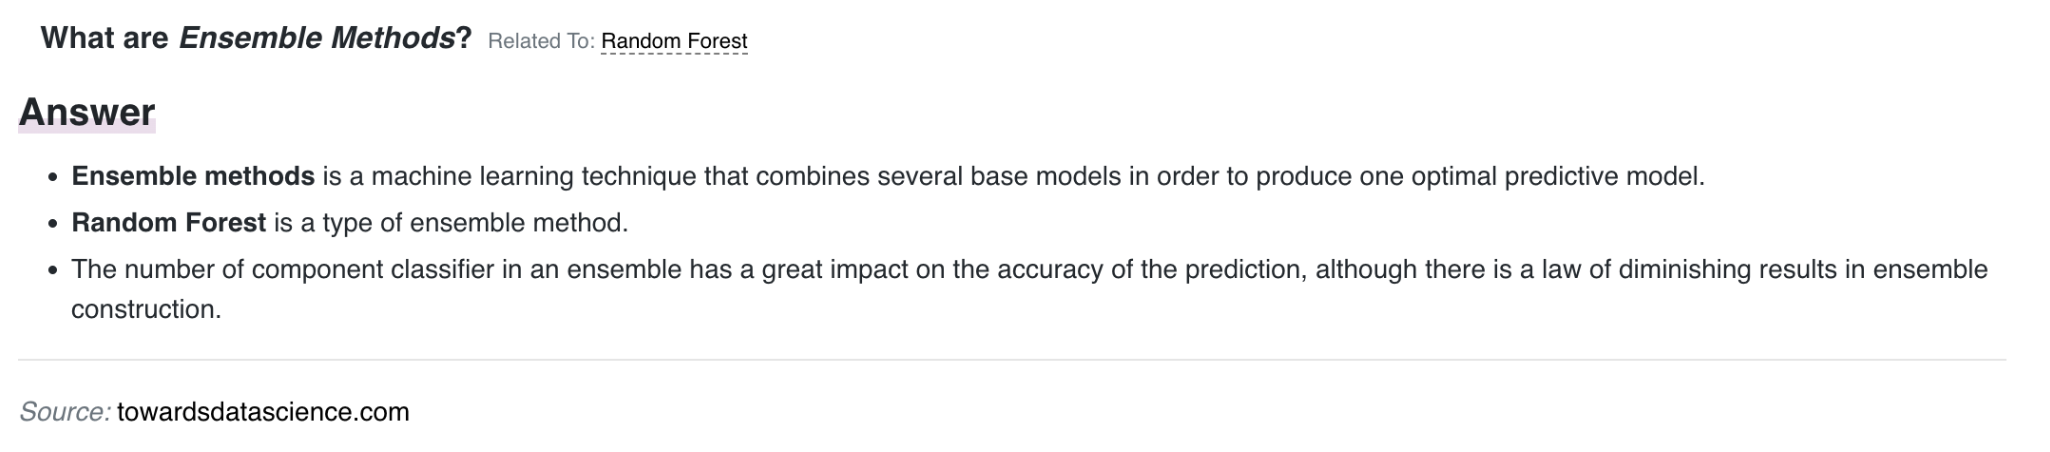 What are Ensemble Methods? Related To: Random Forest
Answer
• Ensemble methods is a machine learning technique that combines several base models in order to produce one optimal predictive model.
• Random Forest is a type of ensemble method.
• The number of component classifier in an ensemble has a great impact on the accuracy of the prediction, although there is a law of diminishing results in ensemble
construction.
Source: towardsdatascience.com